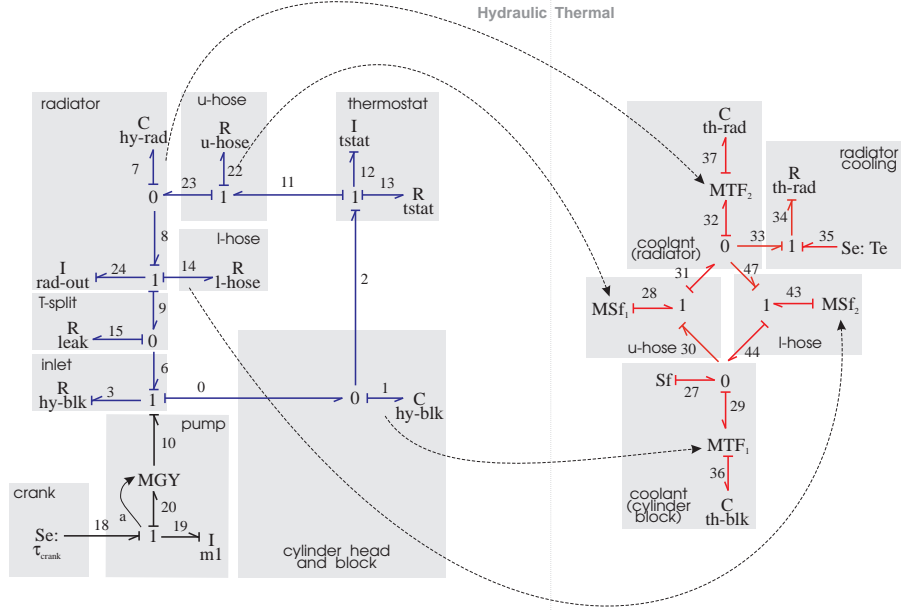 Hydraulic Thermal
radiator
C
hy-rad
7
0
u-hose
R
u-hose
22
23
1
11
thermostat
I
tstat
12
13
1
R
tstat
8
l-hose
I
rad-out
24
1
14
R
l-hose
9
T-split
R
leak
15
0
2
inlet
6
R
hy-blk
3
1
0
0
1
C
hy-blk
pump
10
MGY
a
20
crank
Se:
τcrank
18
1
19
I
m1
cylinder head
and block
C
th-rad
37
MTF₂
32
coolant
(radiator)
0
33
radiator
cooling
R
th-rad
34
1
35
Se: Te
31
47
MSf₁
28
1
u-hose
30
1
43
MSf₂
l-hose
44
Sf
27
0
29
MTF₁
36
coolant
(cylinder
block)
C
th-blk